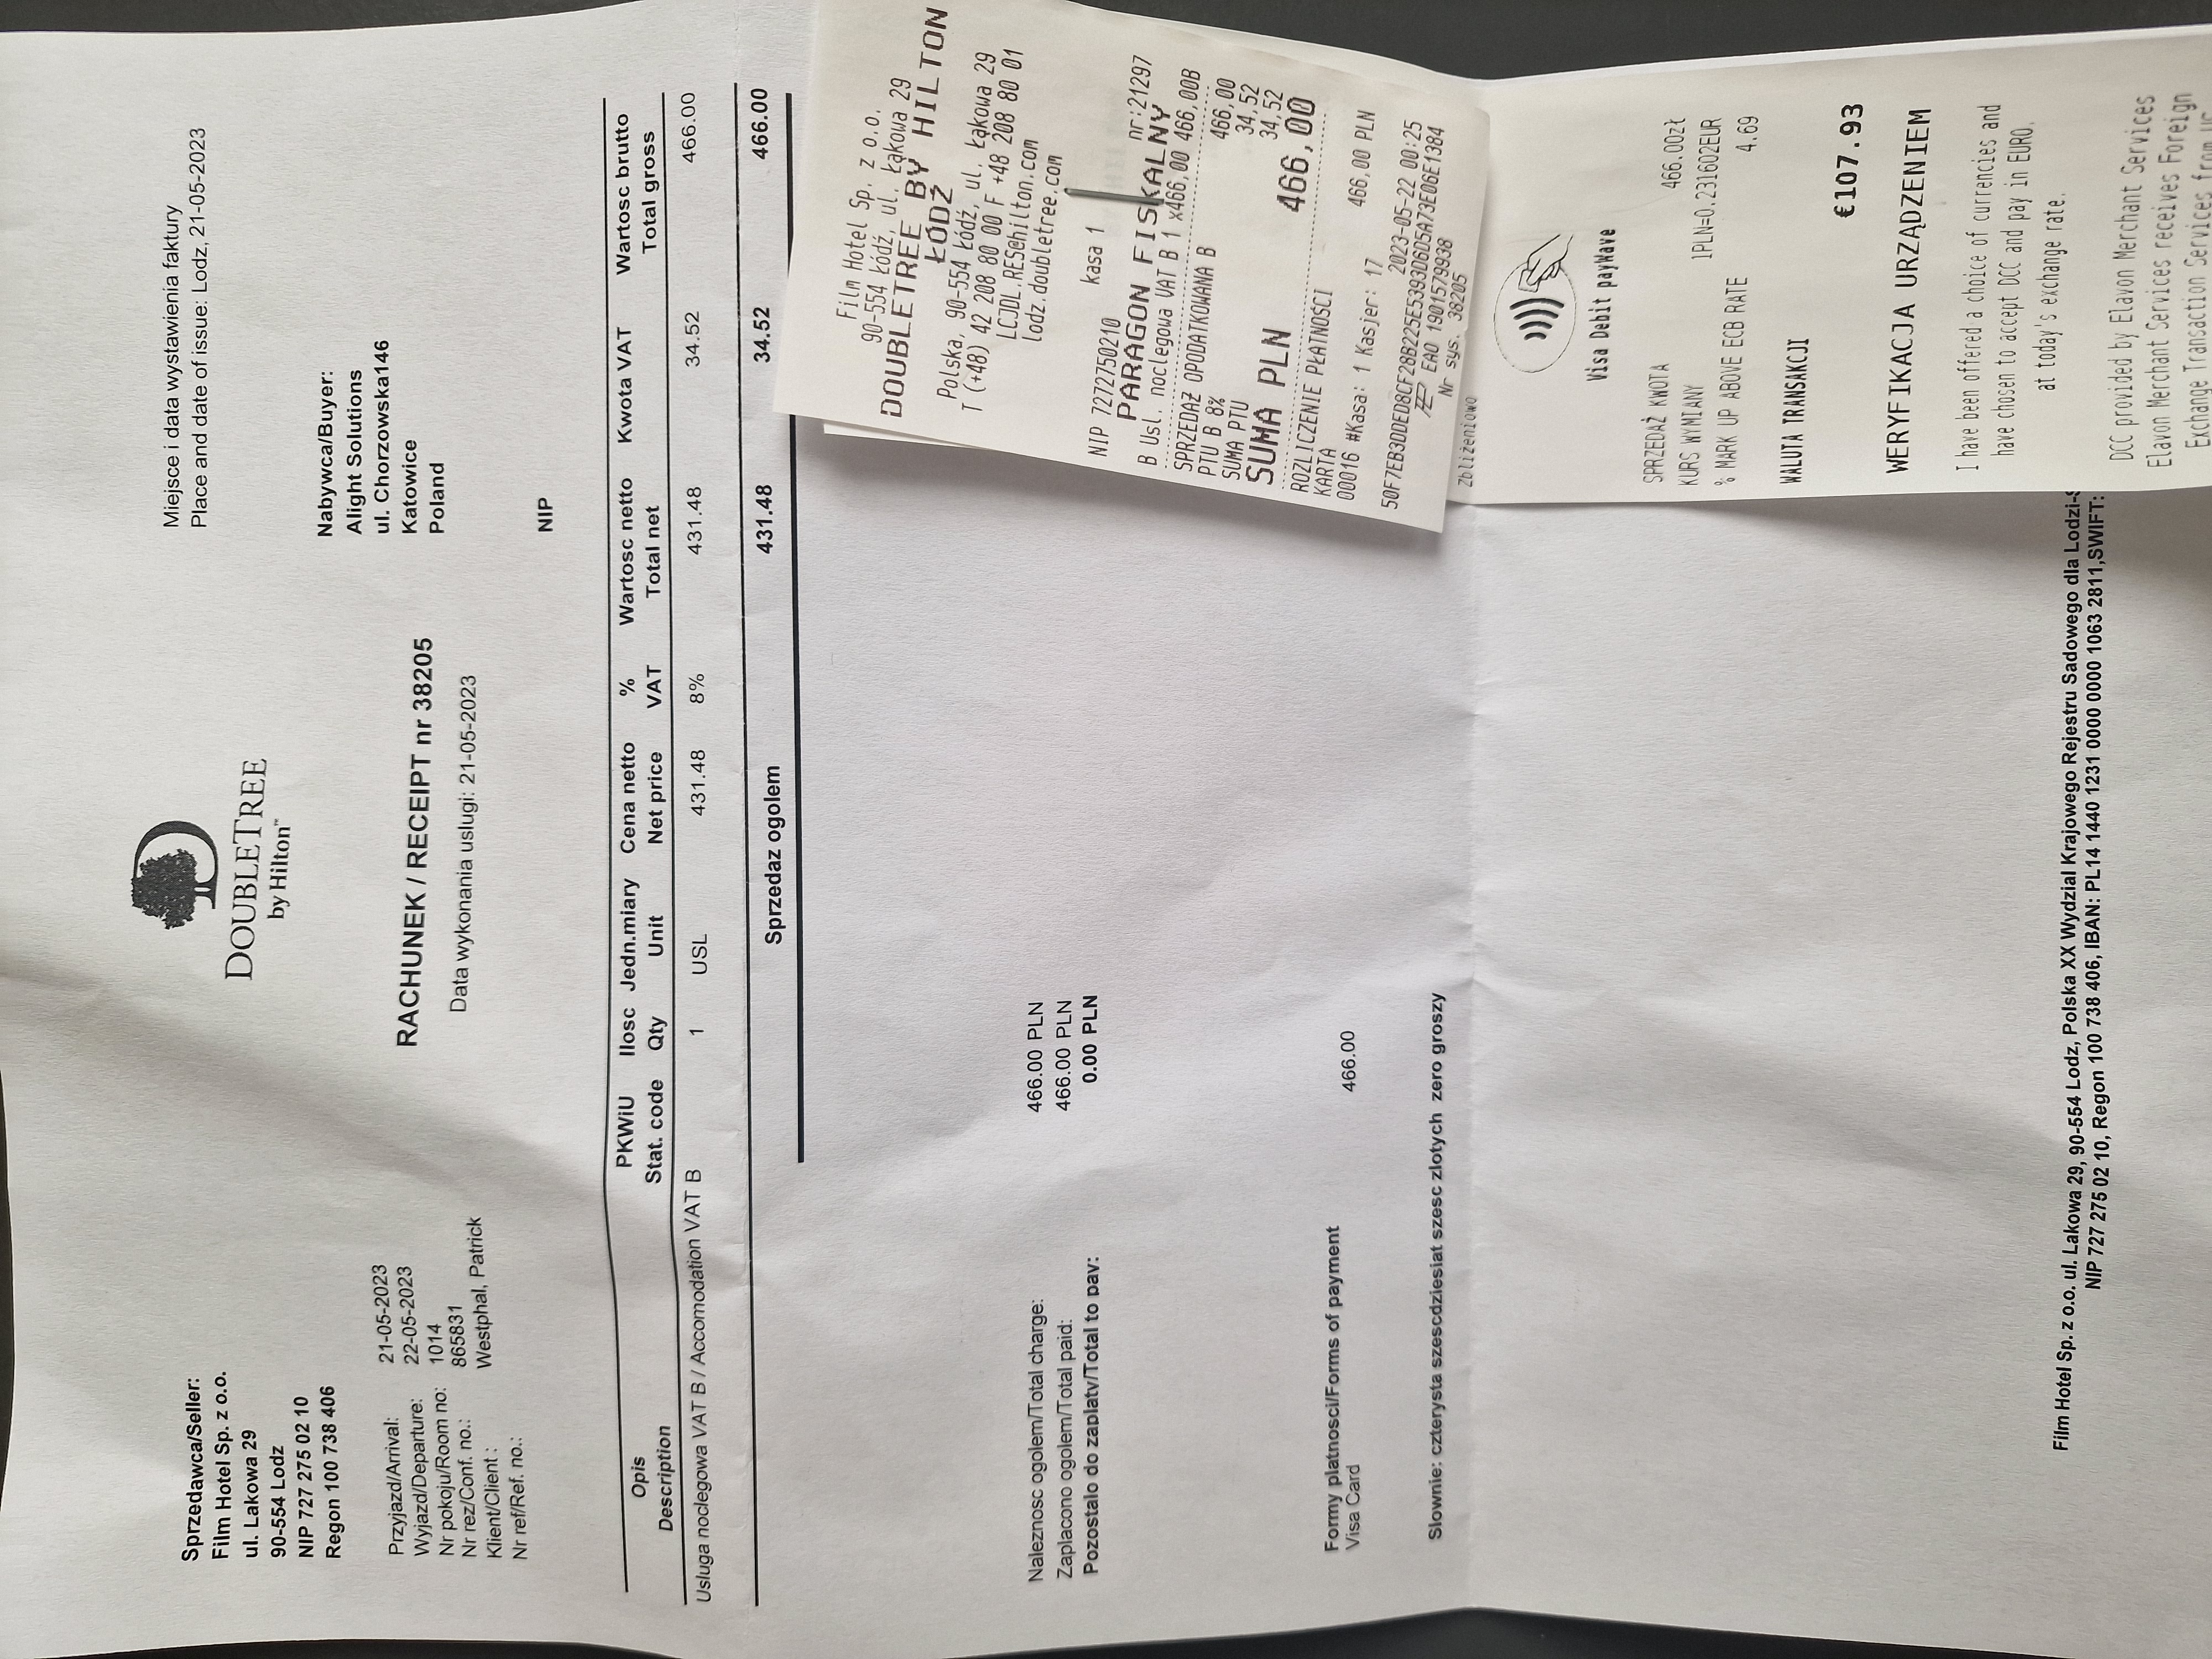 Sprzedawca/Seller:
Film Hotel Sp. z o.o.
ul. Lakowa 29
90-554 Lodz
NIP 727 275 02 10
Regon 100 738 406
DOUBLETREE
by Hilton™
Miejsce i data wystawienia faktury
Place and date of issue: Lodz, 21-05-2023
Nabywca/Buyer:
Alight Solutions
ul. Chorzowska146
Katowice
Poland
NIP
Przyjazd/Arrival: 21-05-2023
Wyjazd/Departure: 22-05-2023
Nr pokoju/Room no: 1014
Nr rez/Conf. no.: 865831
Klient/Client : Westphal, Patrick
Nr ref/Ref. no.:
RACHUNEK / RECEIPT nr 38205
Data wykonania uslugi: 21-05-2023
Opis PKWiU Ilosc Jedn.miary Cena netto % Wartosc netto Kwota VAT Wartosc brutto
Description Stat. code Qty Unit Net price VAT Total net Total gross
Usluga noclegowa VAT B / Accomodation VAT B 1 USL 431.48 8% 431.48 34.52 466.00
Sprzedaz ogolem 431.48 34.52 466.00
Naleznosc ogolem/Total charge: 466.00 PLN
Zaplacono ogolem/Total paid: 466.00 PLN
Pozostalo do zaplaty/Total to pay: 0.00 PLN
Formy platnosci/Forms of payment
Visa Card 466.00
Slownie: czterysta szescdziesiat szesc zlotych zero groszy
Film Hotel Sp. z o.o. ul. Lakowa 29, 90-554 Lodz, Polska XX Wydzial Krajowego Rejestru Sadowego dla Lodzi-S
NIP 727 275 02 10, Regon 100 738 406, IBAN: PL14 1440 1231 0000 0000 1063 2811,SWIFT:
Film Hotel Sp. z o.o.
90-554 Łódź, ul. Łąkowa 29
DOUBLETREE BY HILTON
ŁÓDŹ
Polska, 90-554 Łódź, ul. Łąkowa 29
T (+48) 42 208 80 00 F +48 208 80 01
LCJDL.RES@hilton.com
lodz.doubletree.com
kasa 1
NIP 7272750210 nr:21297
PARAGON FISKALNY
B Usl. noclegowa VAT B 1 x466,00 466,00B
SPRZEDAŻ OPODATKOWANA B 466,00
PTU B 8% 34,52
SUMA PTU 34,52
SUMA PLN 466,00
ROZLICZENIE PŁATNOŚCI
KARTA 466,00 PLN
00016 #Kasa: 1 Kasjer: 17
2023-05-22 00:25
50F7EB3DDED8CF28B225E5393D6D5A73E06E1384
EAO 1901579938
Nr sys. 38205
Zbliżeniowo
Visa Debit payWave
SPRZEDAŻ KWOTA 466.00zł
KURS WYMIANY 1PLN=0.231602EUR
% MARK UP ABOVE ECB RATE 4.69
WALUTA TRANSAKCJI
€107.93
WERYFIKACJA URZĄDZENIEM
I have been offered a choice of currencies and
have chosen to accept DCC and pay in EURO.
at today's exchange rate.
DCC provided by Elavon Merchant Services
Elavon Merchant Services receives Foreign
Exchange Transaction Services from